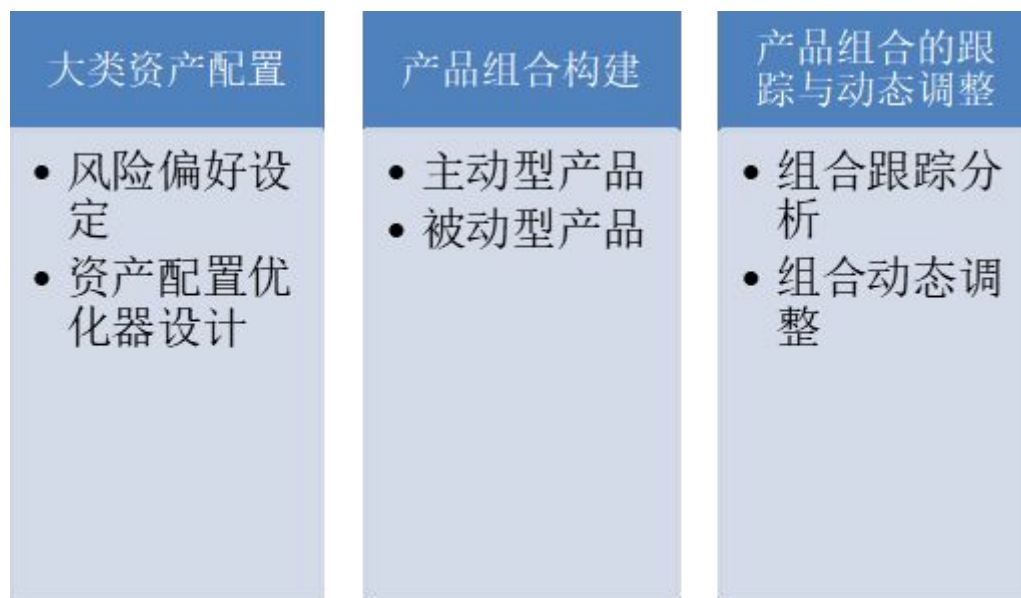 大类资产配置
• 风险偏好设
定
• 资产配置优
化器设计
产品组合构建
• 主动型产品
• 被动型产品
产品组合的跟
踪与动态调整
• 组合跟踪分
析
• 组合动态调
整